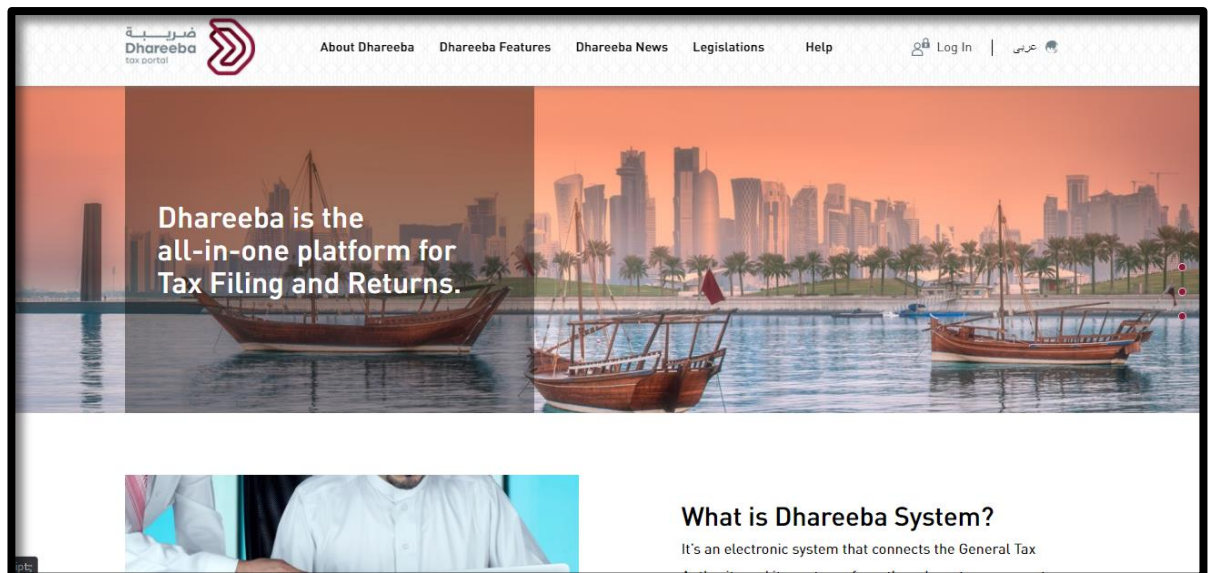 ضريبة
Dhareeba
tax portal
About Dhareeba
Dhareeba Features
Dhareeba News
Legislations
Help
Log In
عربي
Dhareeba is the
all-in-one platform for
Tax Filing and Returns.
What is Dhareeba System?
It's an electronic system that connects the General Tax